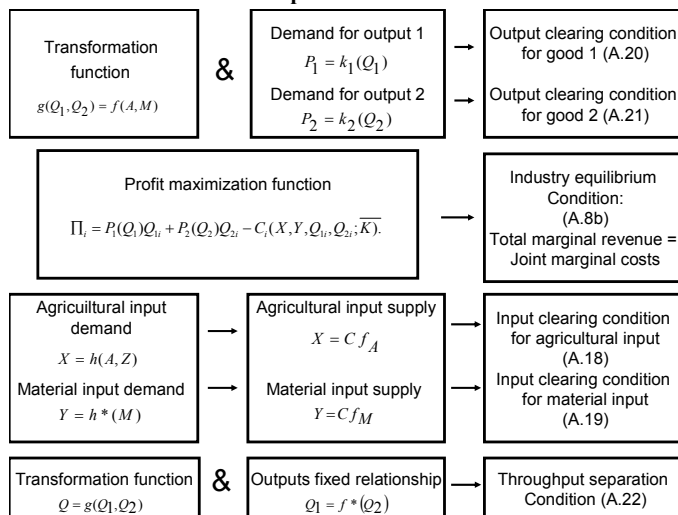 Transformation
function
g(Q₁,Q₂) = f(A,M)
&
Demand for output 1
P₁ = k₁(Q₁)
Demand for output 2
P₂ = k₂(Q₂)
Output clearing condition
for good 1 (A.20)
Output clearing condition
for good 2 (A.21)
Profit maximization function
∏ᵢ = P₁(Q₁)Q₁ᵢ + P₂(Q₂)Q₂ᵢ − Cᵢ(X,Y,Q₁ᵢ,Q₂ᵢ;K̅).
Industry equilibrium
Condition:
(A.8b)
Total marginal revenue =
Joint marginal costs
Agricultural input
demand
X = h(A,Z)
Material input demand
Y = h*(M)
Agricultural input supply
X = C f_A
Material input supply
Y = C f_M
Input clearing condition
for agricultural input
(A.18)
Input clearing condition
for material input
(A.19)
Transformation function
Q = g(Q₁,Q₂)
&
Outputs fixed relationship
Q₁ = f*(Q₂)
Throughput separation
Condition (A.22)